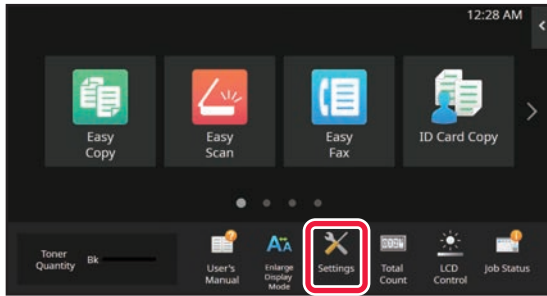 12:28 AM
Easy
Copy
Easy
Scan
Easy
Fax
ID Card Copy
Toner
Quantity
Bk
User's
Manual
Enlarge
Display
Mode
Settings
Total
Count
LCD
Control
Job Status